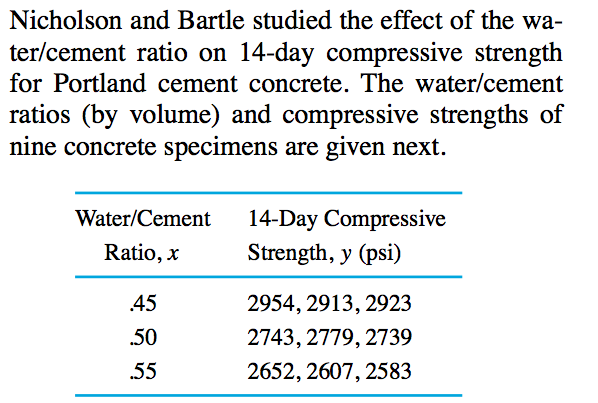 Nicholson and Bartle studied the effect of the wa-
ter/cement ratio on 14-day compressive strength
for Portland cement concrete. The water/cement
ratios (by volume) and compressive strengths of
nine concrete specimens are given next.
Water/Cement 14-Day Compressive
Ratio, x Strength, y (psi)
.45 2954, 2913, 2923
.50 2743, 2779, 2739
.55 2652, 2607, 2583